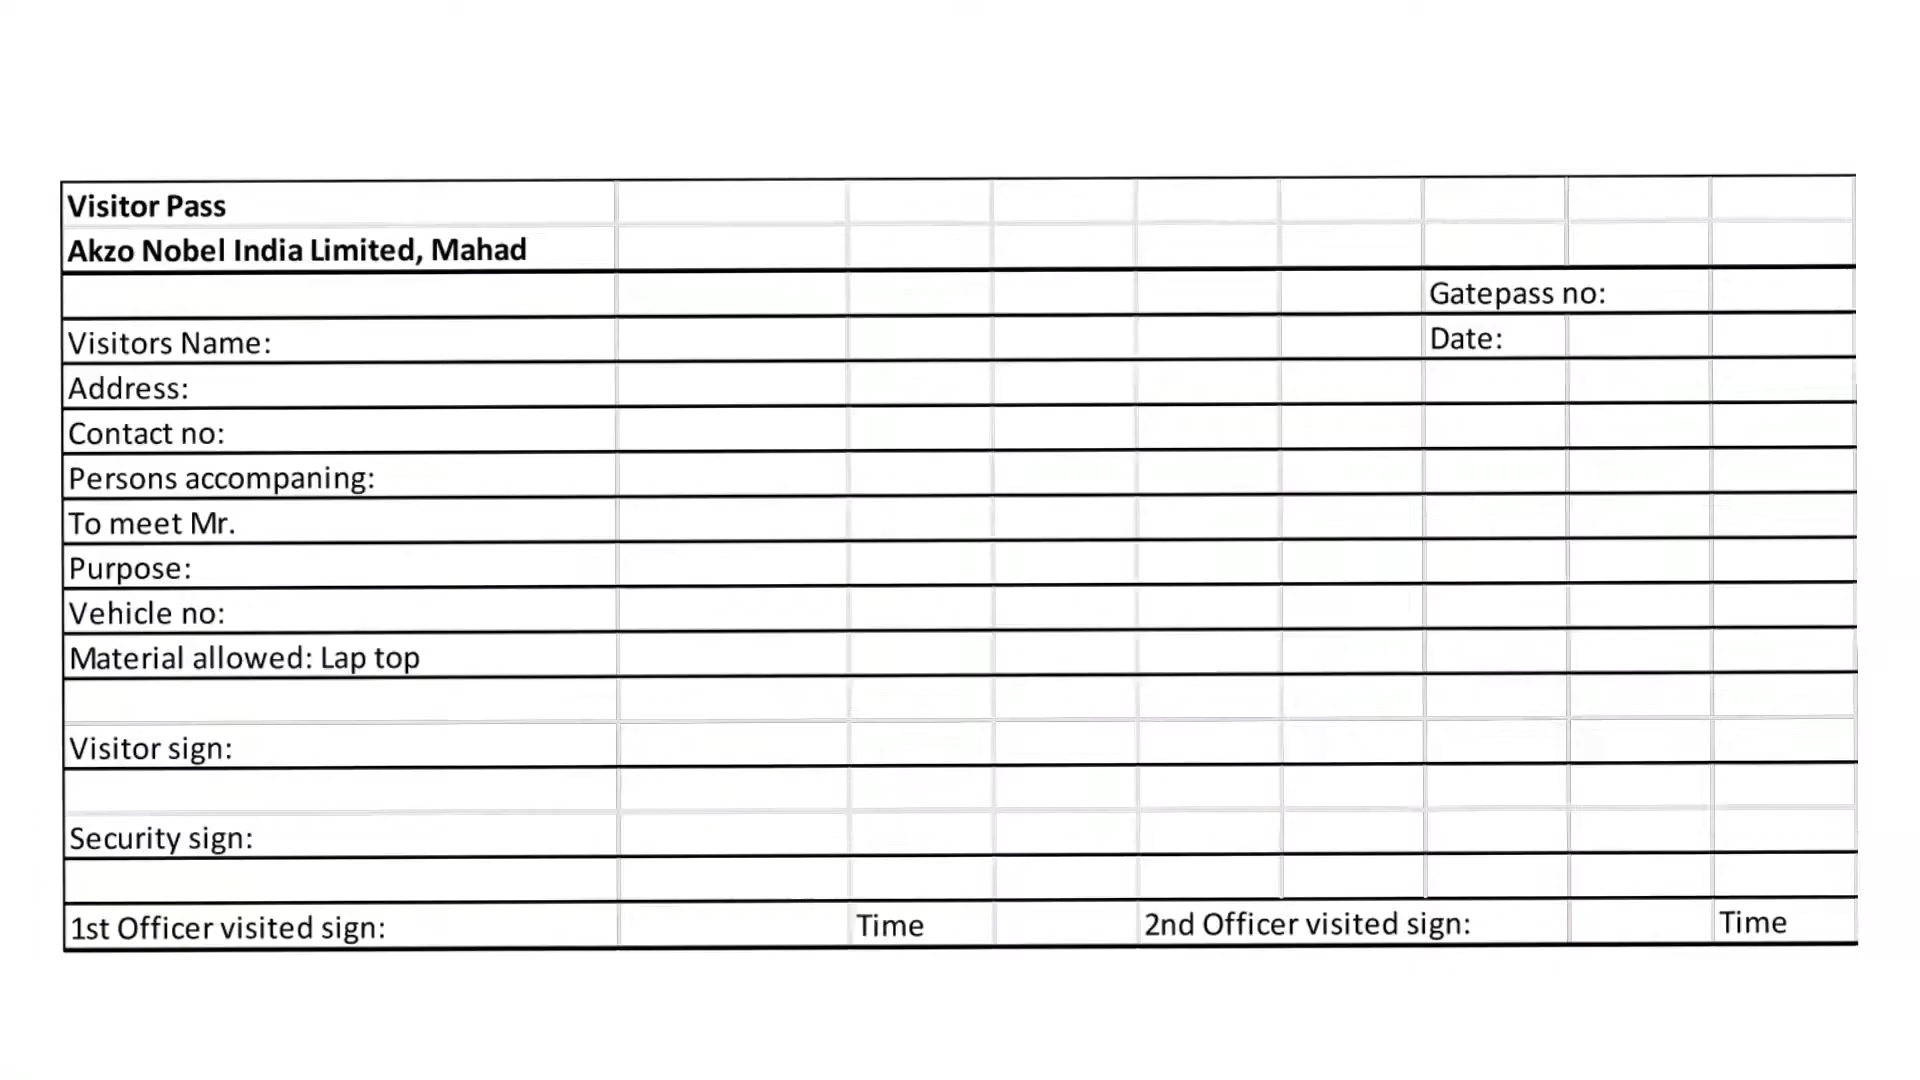 Visitor Pass
Akzo Nobel India Limited, Mahad
Gatepass no:
Visitors Name: Date:
Address:
Contact no:
Persons accompaning:
To meet Mr.
Purpose:
Vehicle no:
Material allowed: Lap top
Visitor sign:
Security sign:
1st Officer visited sign: Time 2nd Officer visited sign: Time